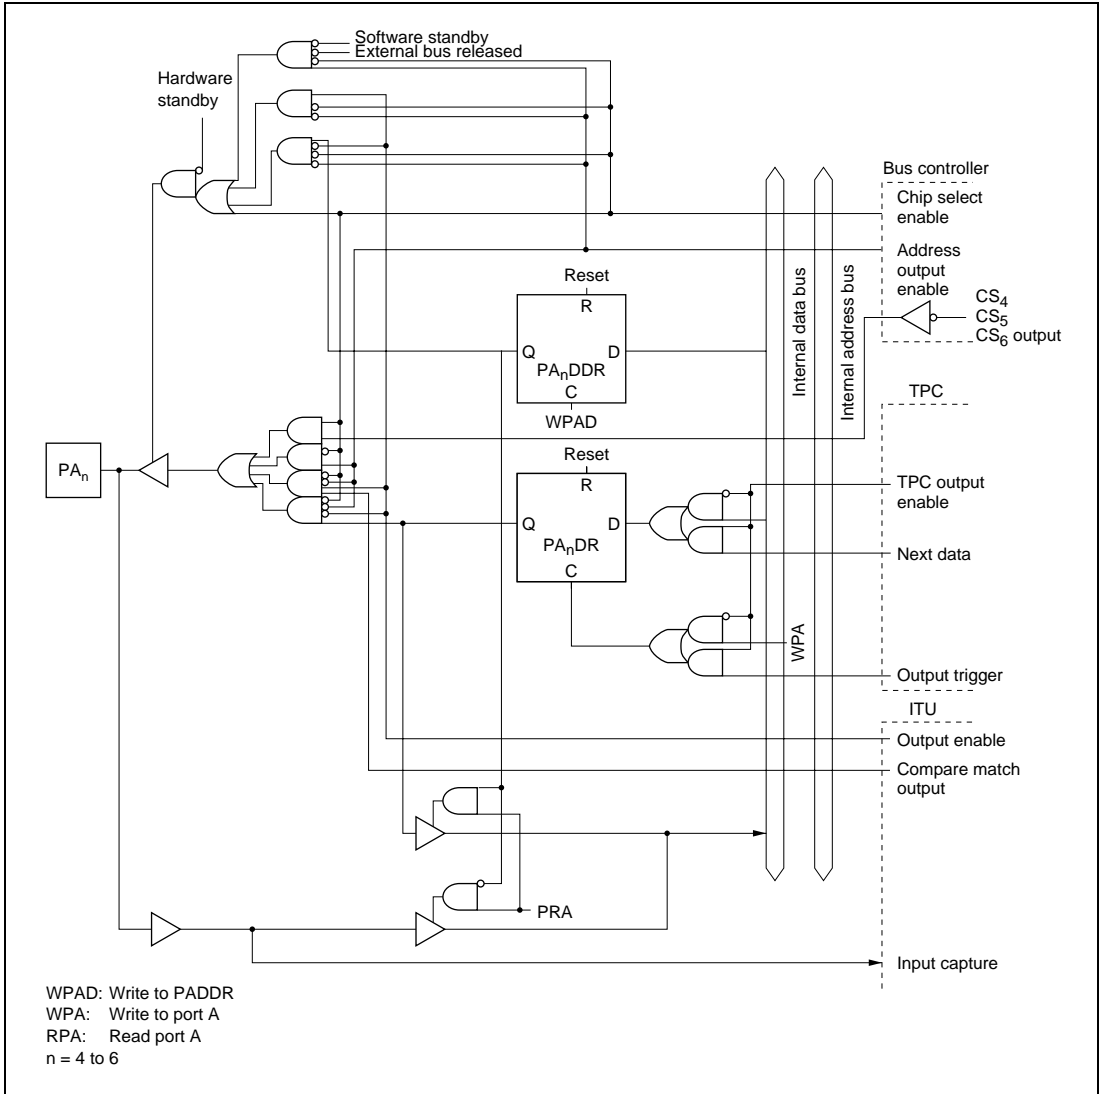 Software standby
External bus released
Hardware
standby
Bus controller
Chip select
enable
Address
output
enable
CS4
CS5
CS6 output
Internal data bus
Internal address bus
Reset
R
Q
D
PAnDDR
C
WPAD
TPC
PAn
Reset
R
Q
D
PAnDR
C
TPC output
enable
Next data
WPA
Output trigger
ITU
Output enable
Compare match
output
PRA
Input capture
WPAD: Write to PADDR
WPA: Write to port A
RPA: Read port A
n = 4 to 6